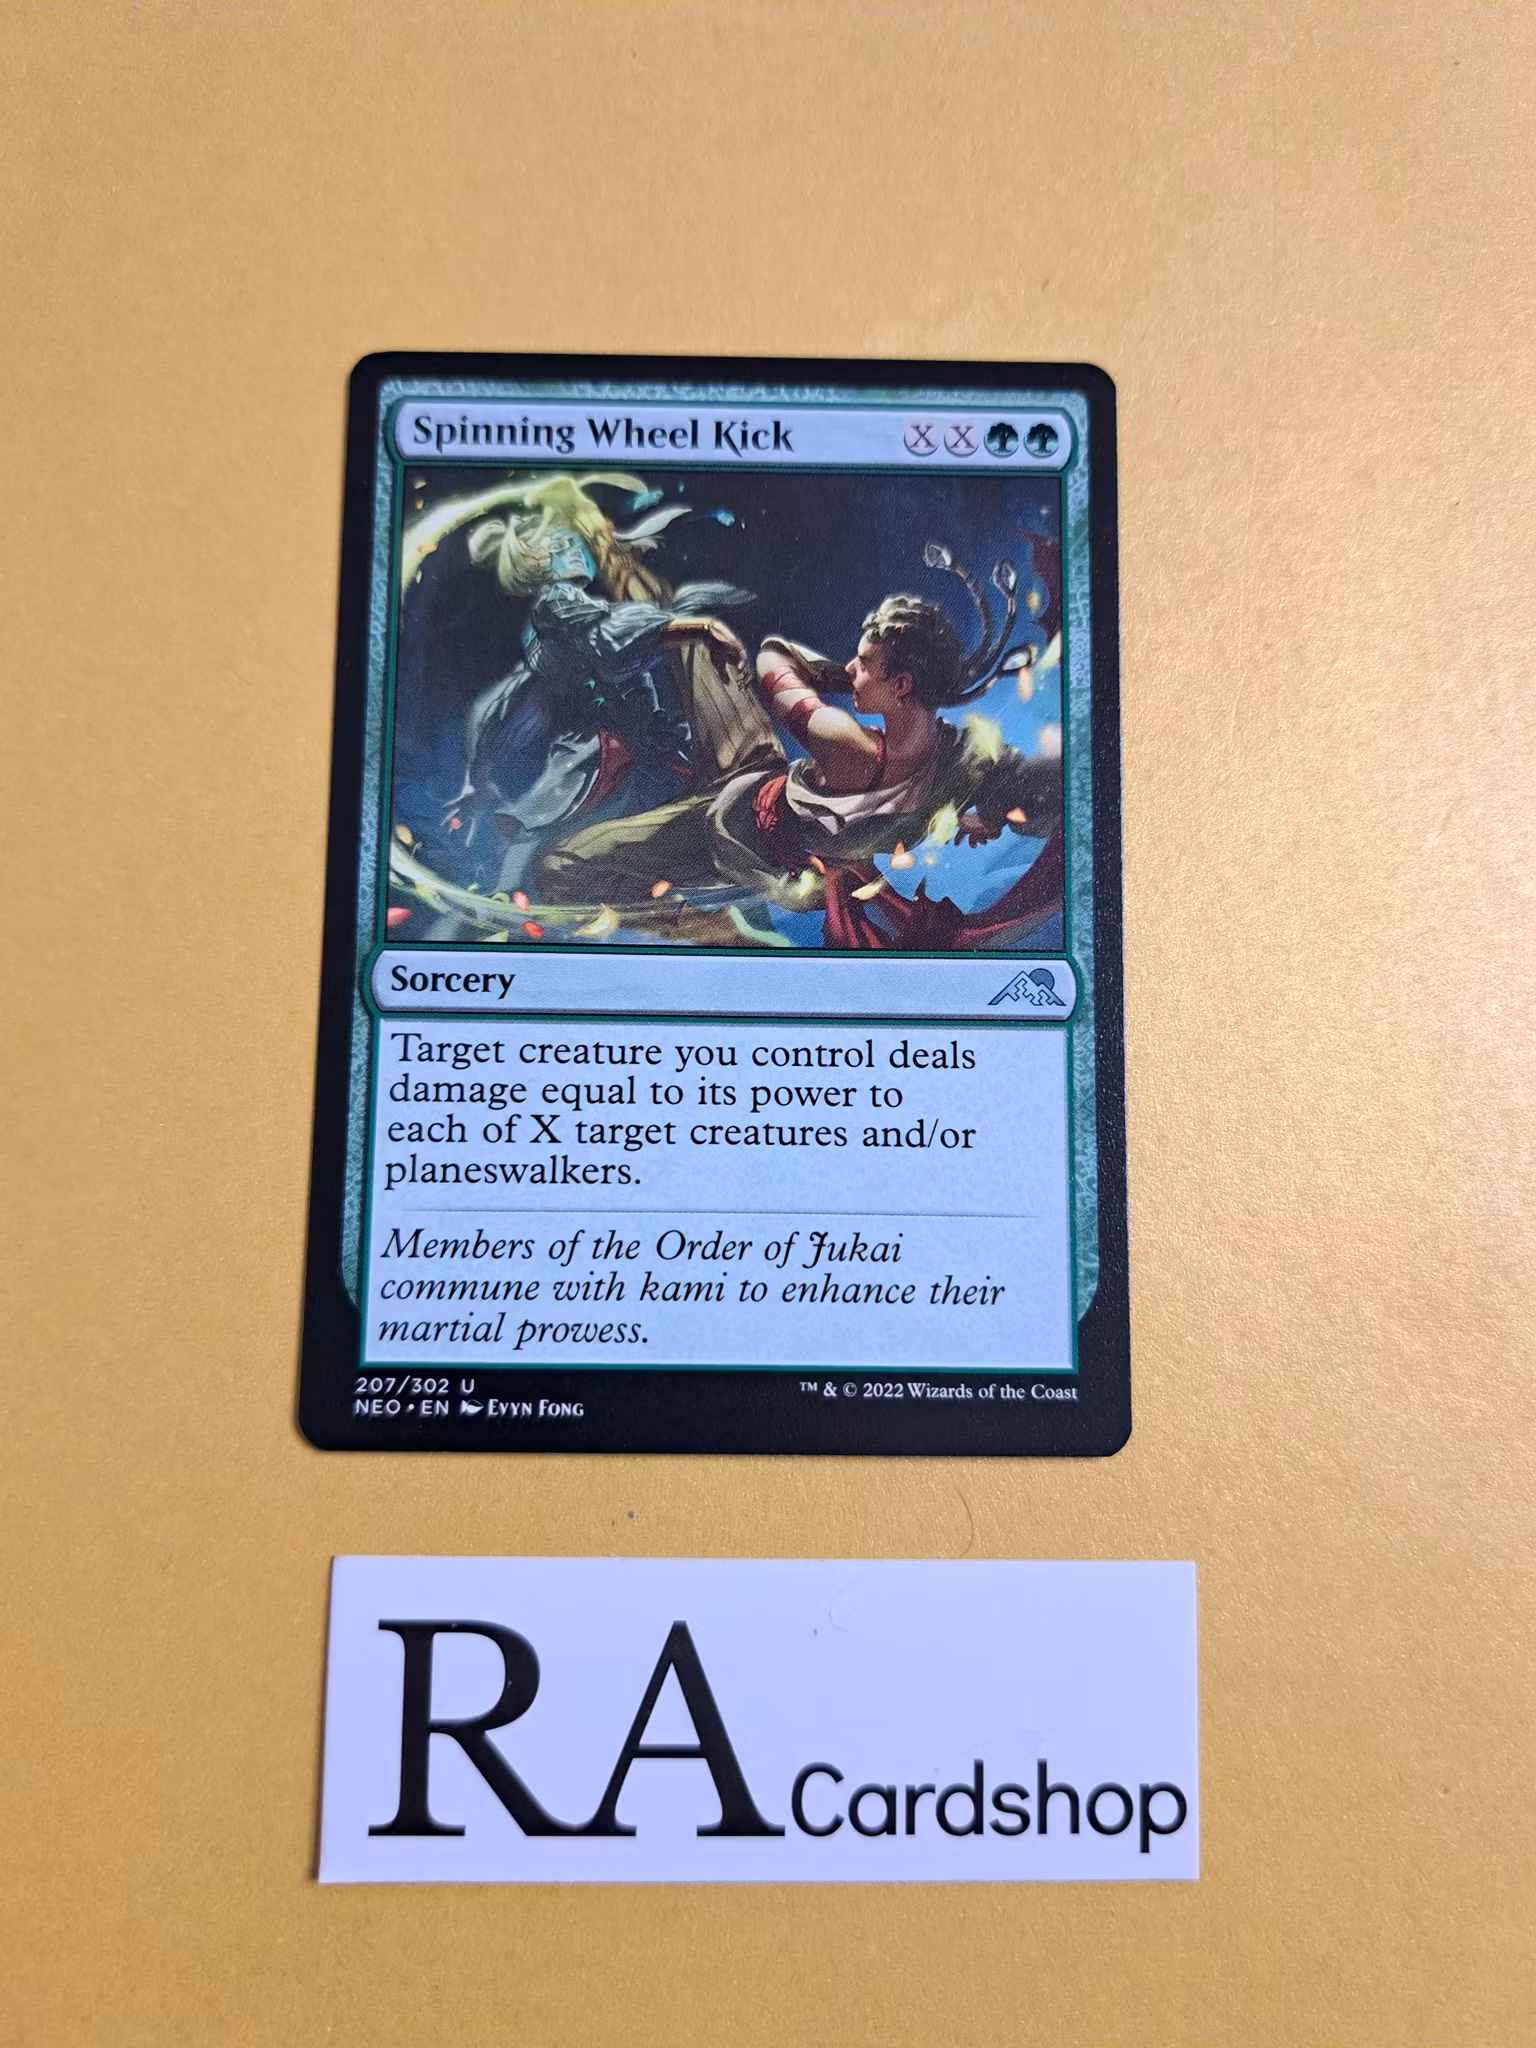 Spinning Wheel Kick X X
Sorcery
Target creature you control deals
damage equal to its power to
each of X target creatures and/or
planeswalkers.
Members of the Order of Jukai
commune with kami to enhance their
martial prowess.
207/302 U
NEO • EN Evyn Fong
™ & © 2022 Wizards of the Coast
RA Cardshop